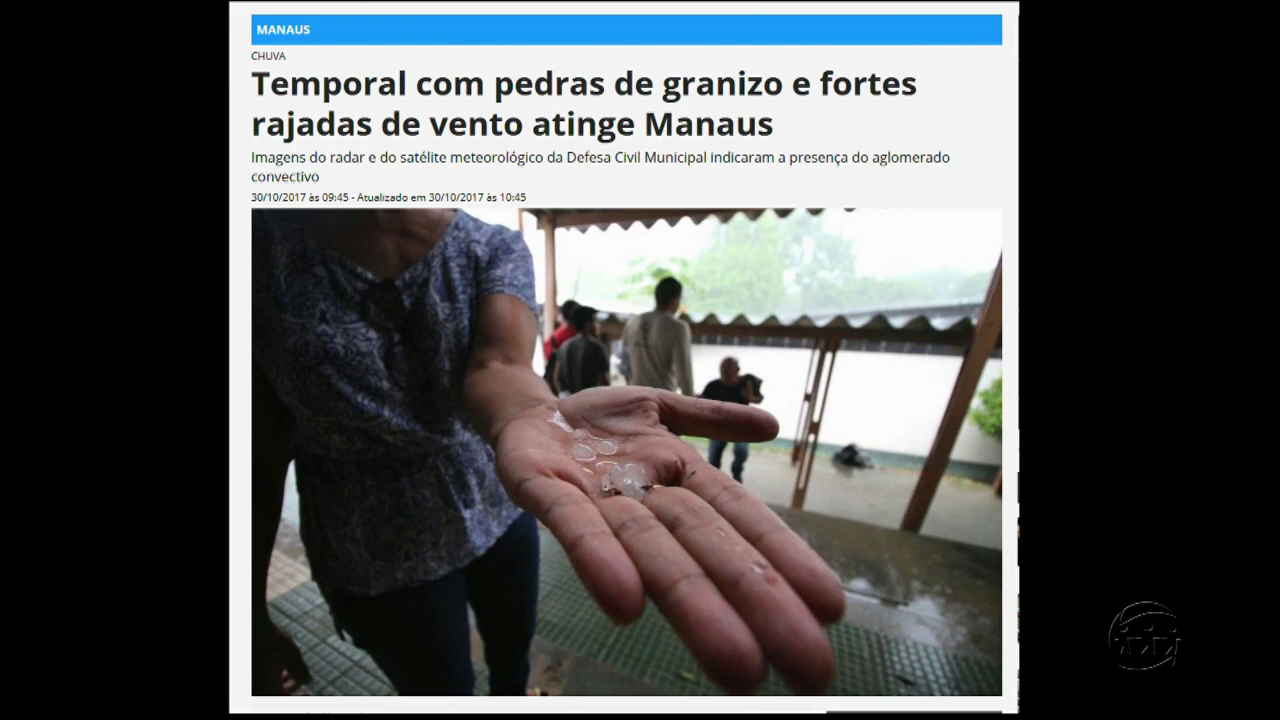 MANAUS
CHUVA
Temporal com pedras de granizo e fortes
rajadas de vento atinge Manaus
Imagens do radar e do satélite meteorológico da Defesa Civil Municipal indicaram a presença do aglomerado
convectivo
30/10/2017 às 09:45 - Atualizado em 30/10/2017 às 10:45